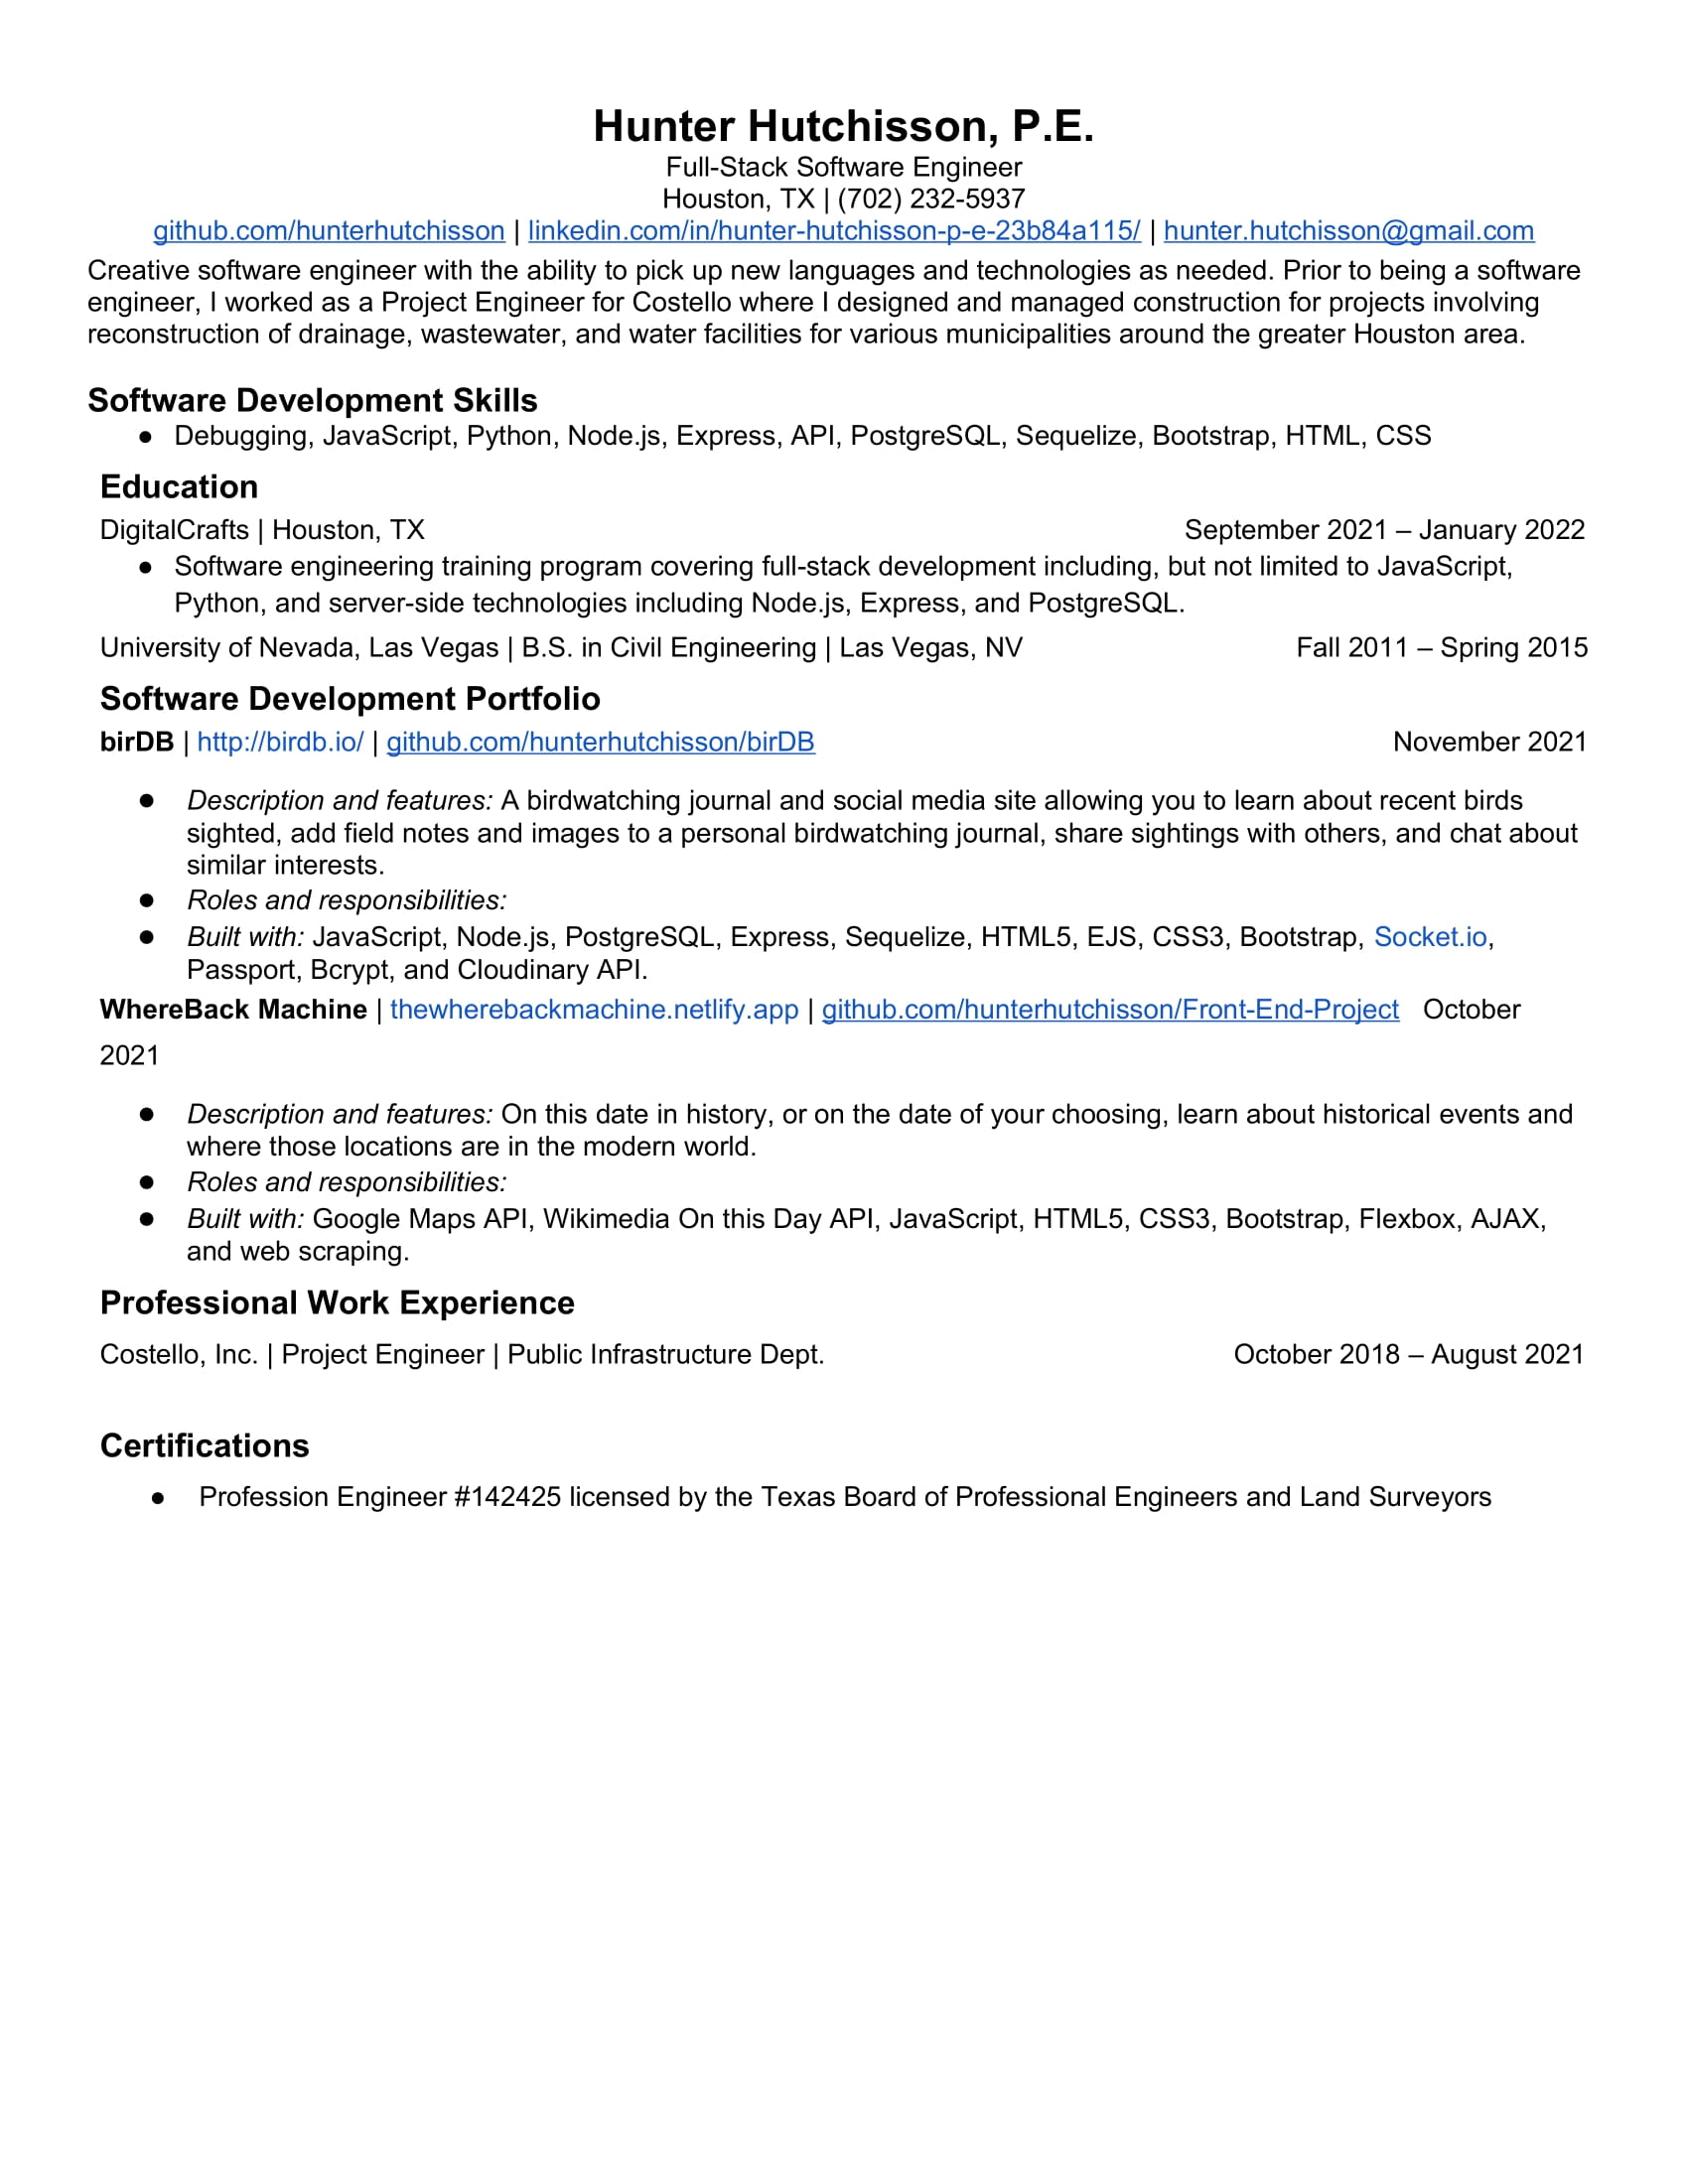 Hunter Hutchisson, P.E.
Full-Stack Software Engineer
Houston, TX | (702) 232-5937
github.com/hunterhutchisson | linkedin.com/in/hunter-hutchisson-p-e-23b84a115/ | hunter.hutchisson@gmail.com
Creative software engineer with the ability to pick up new languages and technologies as needed. Prior to being a software
engineer, I worked as a Project Engineer for Costello where I designed and managed construction for projects involving
reconstruction of drainage, wastewater, and water facilities for various municipalities around the greater Houston area.
Software Development Skills
● Debugging, JavaScript, Python, Node.js, Express, API, PostgreSQL, Sequelize, Bootstrap, HTML, CSS
Education
DigitalCrafts | Houston, TX September 2021 – January 2022
● Software engineering training program covering full-stack development including, but not limited to JavaScript,
Python, and server-side technologies including Node.js, Express, and PostgreSQL.
University of Nevada, Las Vegas | B.S. in Civil Engineering | Las Vegas, NV Fall 2011 – Spring 2015
Software Development Portfolio
birDB | http://birdb.io/ | github.com/hunterhutchisson/birDB November 2021
● Description and features: A birdwatching journal and social media site allowing you to learn about recent birds
sighted, add field notes and images to a personal birdwatching journal, share sightings with others, and chat about
similar interests.
● Roles and responsibilities:
● Built with: JavaScript, Node.js, PostgreSQL, Express, Sequelize, HTML5, EJS, CSS3, Bootstrap, Socket.io,
Passport, Bcrypt, and Cloudinary API.
WhereBack Machine | thewherebackmachine.netlify.app | github.com/hunterhutchisson/Front-End-Project October
2021
● Description and features: On this date in history, or on the date of your choosing, learn about historical events and
where those locations are in the modern world.
● Roles and responsibilities:
● Built with: Google Maps API, Wikimedia On this Day API, JavaScript, HTML5, CSS3, Bootstrap, Flexbox, AJAX,
and web scraping.
Professional Work Experience
Costello, Inc. | Project Engineer | Public Infrastructure Dept. October 2018 – August 2021
Certifications
● Profession Engineer #142425 licensed by the Texas Board of Professional Engineers and Land Surveyors